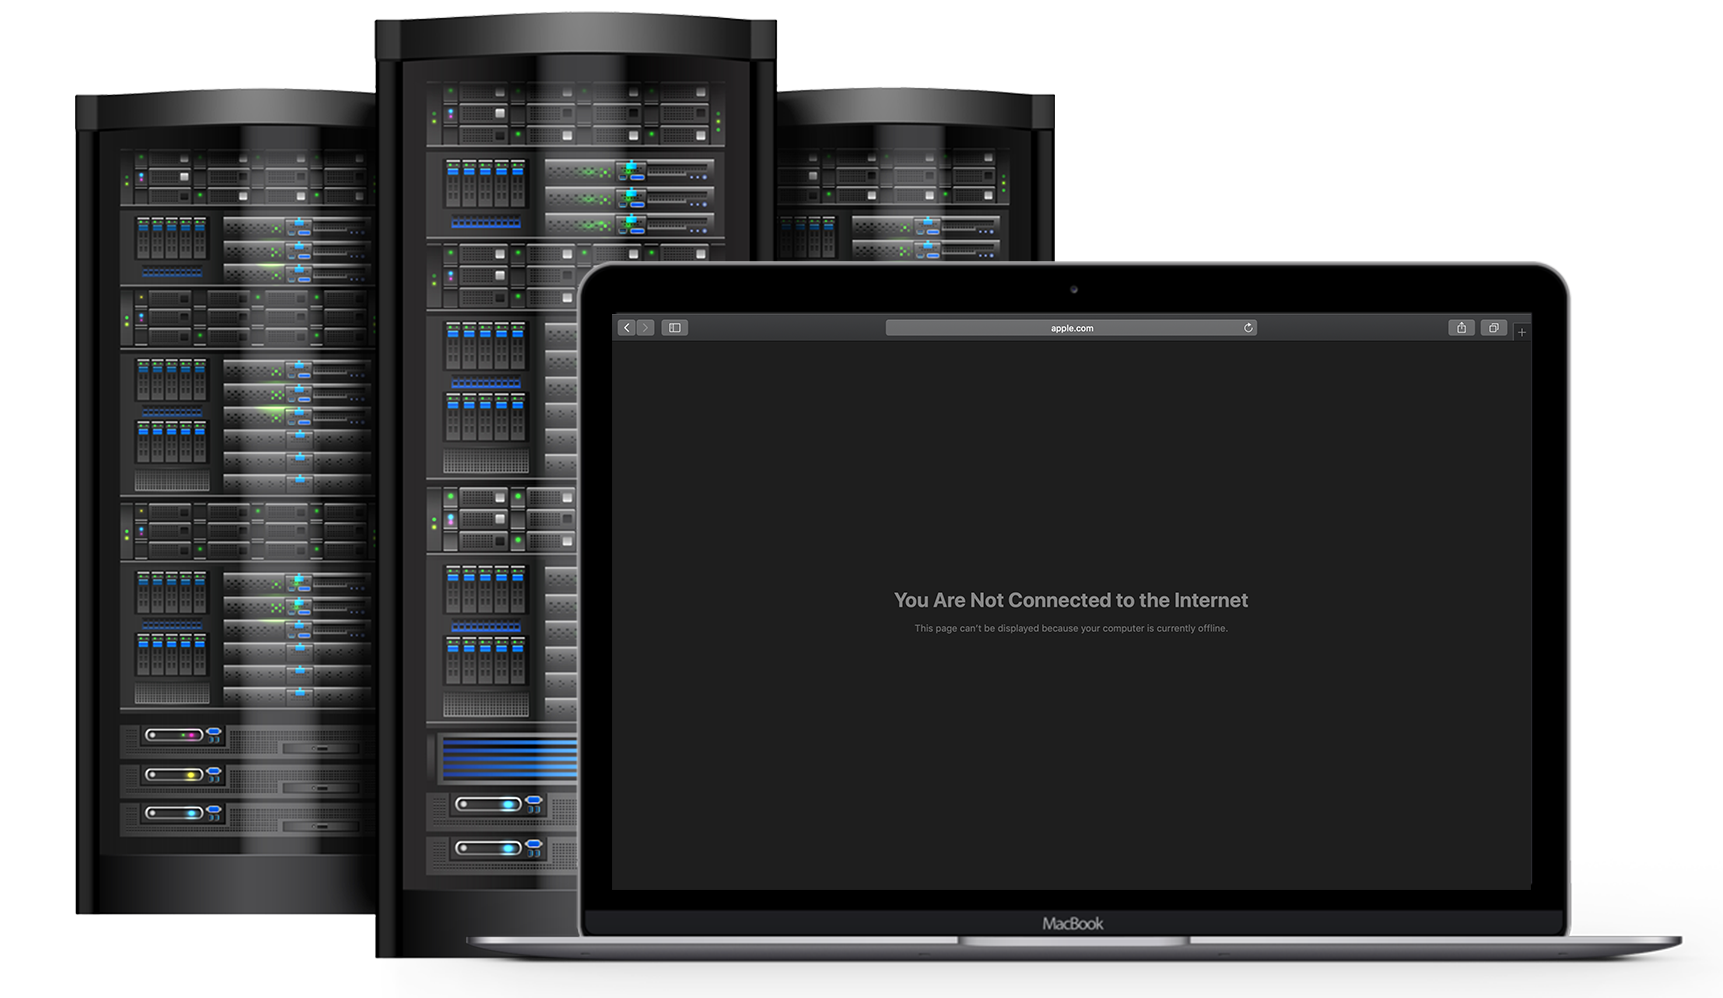 apple.com
You Are Not Connected to the Internet
This page can't be displayed because your computer is currently offline.
MacBook